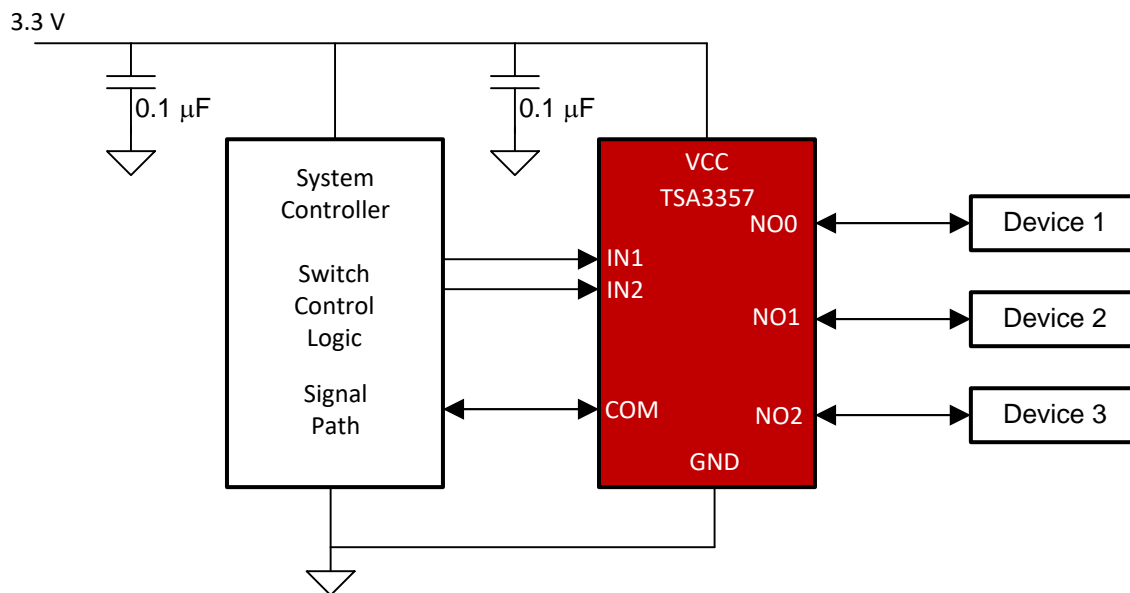 3.3 V
0.1 μF
0.1 μF
System
Controller
Switch
Control
Logic
Signal
Path
VCC
TSA3357
NO0
IN1
IN2
NO1
COM
NO2
GND
Device 1
Device 2
Device 3